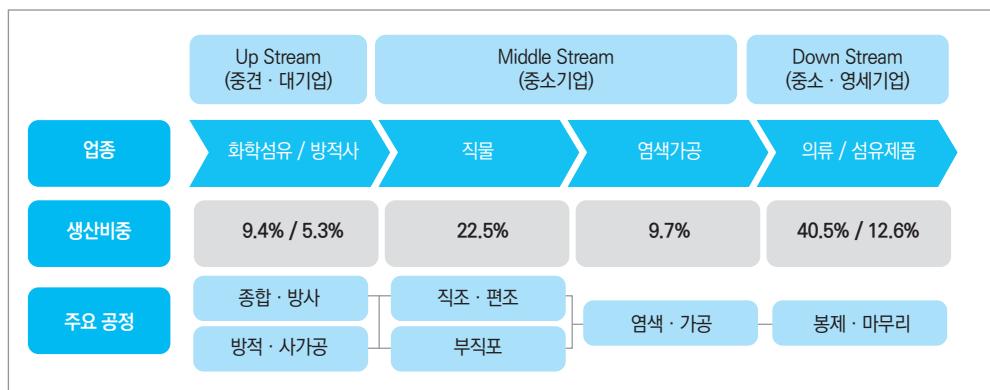 Up Stream
(중견 · 대기업)
Middle Stream
(중소기업)
Down Stream
(중소 · 영세기업)
업종
화학섬유 / 방적사
직물
염색가공
의류 / 섬유제품
생산비중
9.4% / 5.3%
22.5%
9.7%
40.5% / 12.6%
주요 공정
종합 · 방사
직조 · 편조
염색 · 가공
봉제 · 마무리
방적 · 사가공
부직포